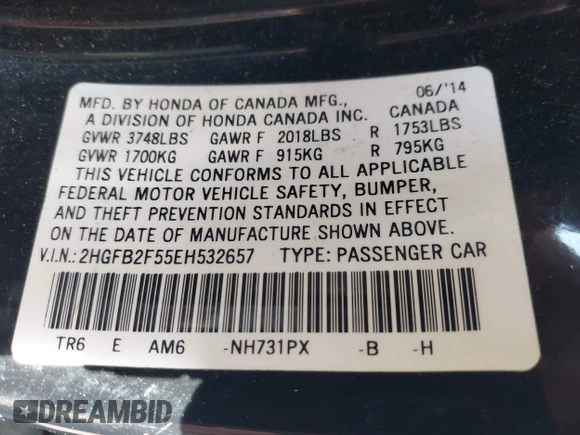 06/'14
MFD. BY HONDA OF CANADA MFG., CANADA
A DIVISION OF HONDA CANADA INC.
GVWR 3748LBS GAWR F 2018LBS R 1753LBS
GVWR 1700KG GAWR F 915KG R 795KG
THIS VEHICLE CONFORMS TO ALL APPLICABLE
FEDERAL MOTOR VEHICLE SAFETY, BUMPER,
AND THEFT PREVENTION STANDARDS IN EFFECT
ON THE DATE OF MANUFACTURE SHOWN ABOVE.
V.I.N.: 2HGFB2F55EH532657 TYPE: PASSENGER CAR
TR6 E AM6 -NH731PX -B -H
DREAMBID